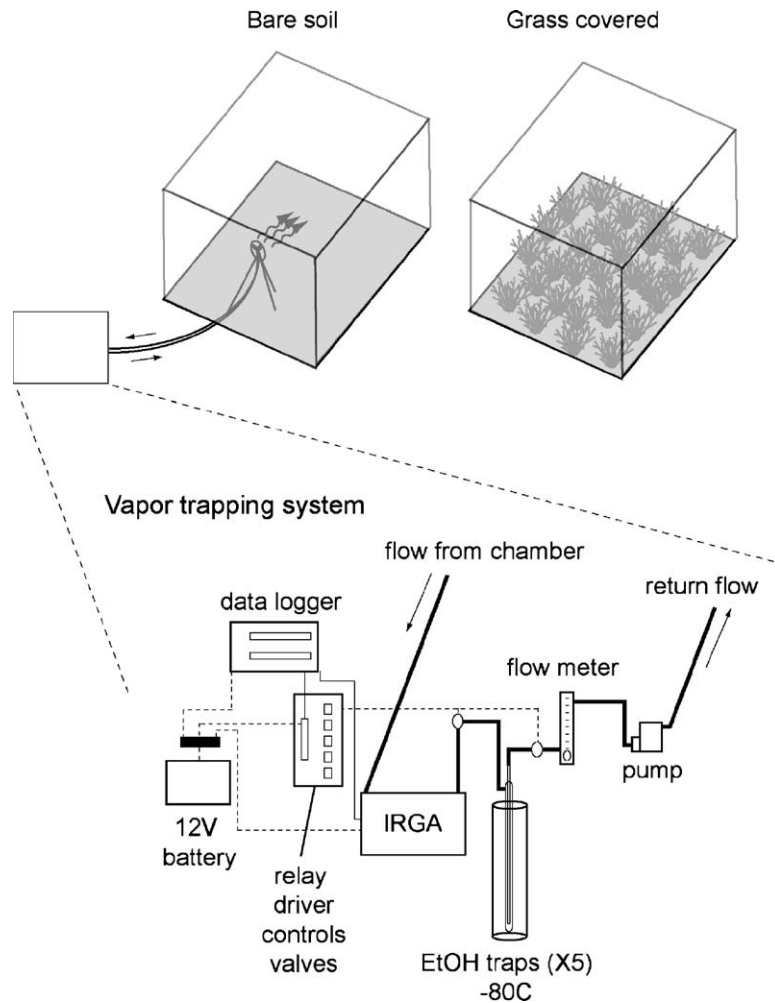 Bare soil
Grass covered
Vapor trapping system
flow from chamber
return flow
data logger
flow meter
pump
IRGA
12V
battery
relay
driver
controls
valves
EtOH traps (X5)
-80C